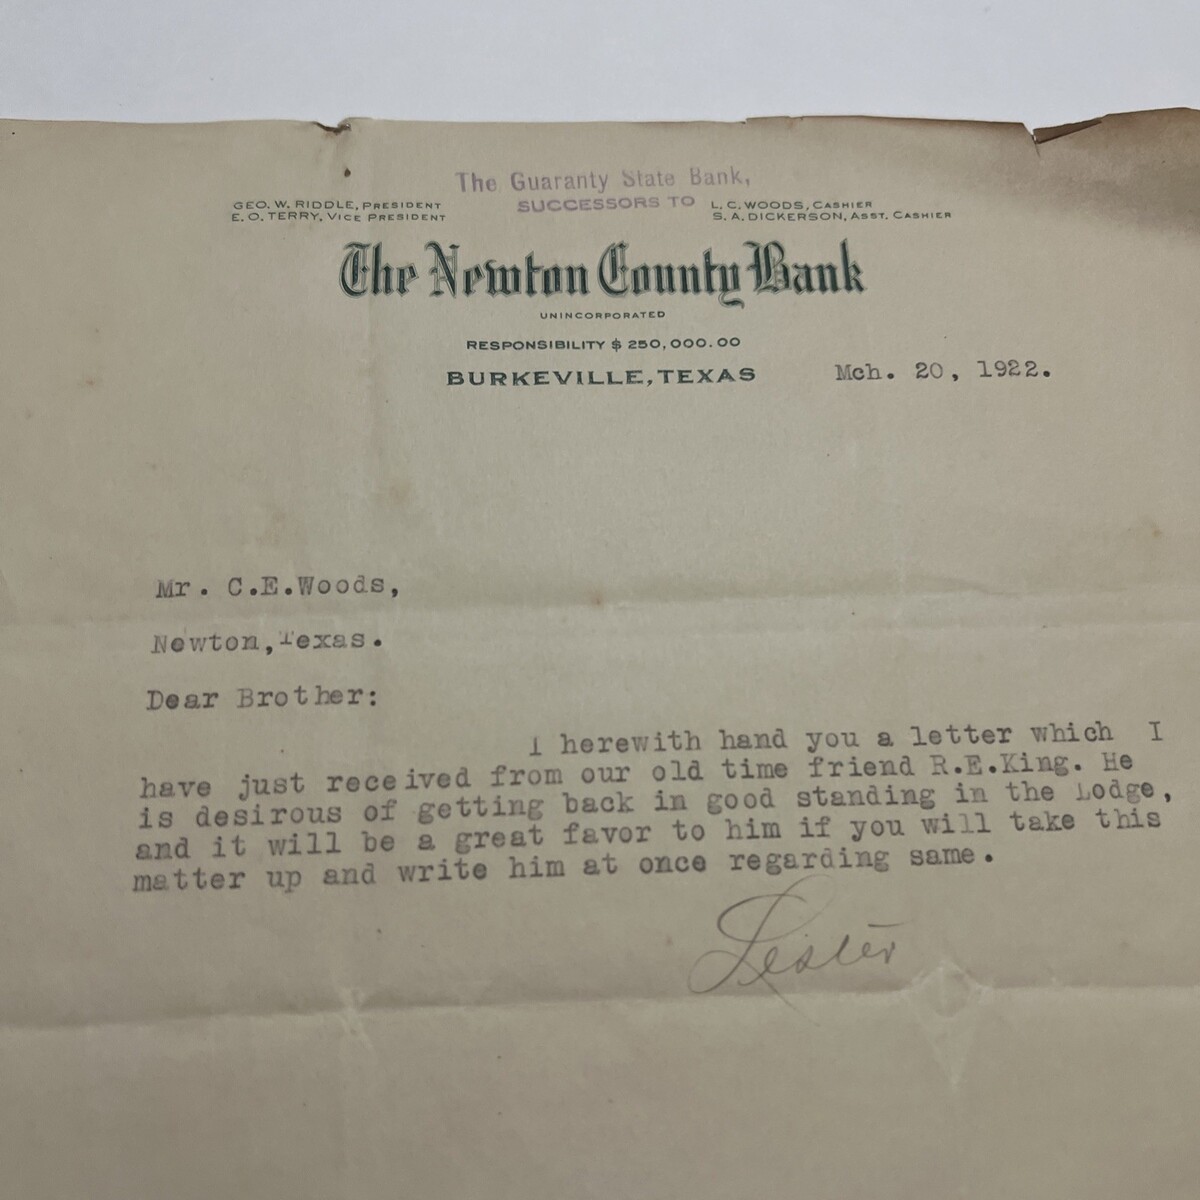 The Guaranty State Bank,
SUCCESSORS TO
GEO. W. RIDDLE, PRESIDENT
E. O. TERRY, VICE PRESIDENT
L. C. WOODS, CASHIER
S. A. DICKERSON, ASST. CASHIER
The Newton County Bank
UNINCORPORATED
RESPONSIBILITY $ 250,000.00
BURKEVILLE, TEXAS
Mch. 20, 1922.
Mr. C.E.Woods,
Newton,Texas.
Dear Brother:
I herewith hand you a letter which I
have just received from our old time friend R.E.King. He
is desirous of getting back in good standing in the Lodge,
and it will be a great favor to him if you will take this
matter up and write him at once regarding same.
Lester